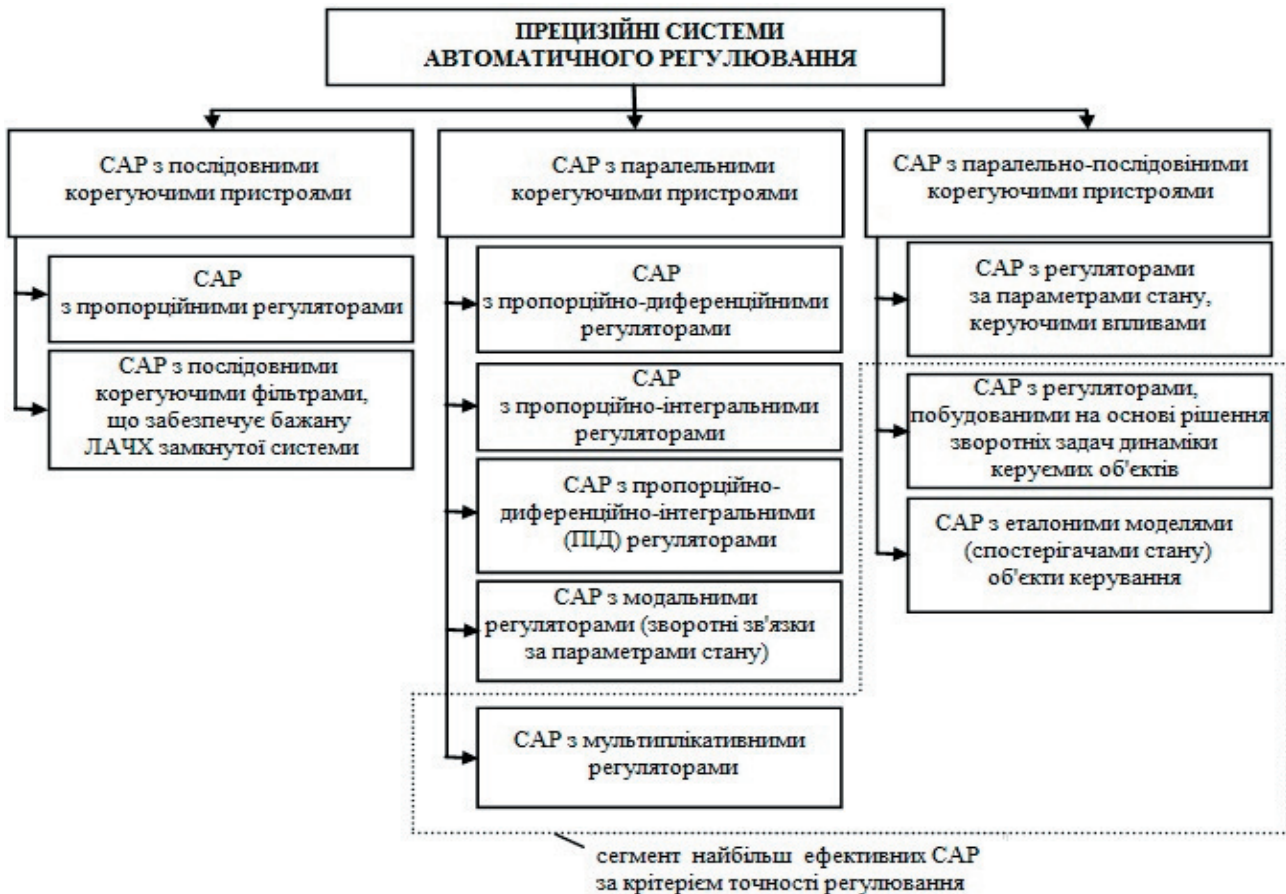 ПРЕЦИЗІЙНІ СИСТЕМИ
АВТОМАТИЧНОГО РЕГУЛЮВАННЯ
САР з послідовними
корегуючими пристроями
САР
з пропорційними регуляторами
САР з послідовними
корегуючими фільтрами,
що забезпечує бажану
ЛАЧХ замкнутої системи
САР з паралельними
корегуючими пристроями
САР
з пропорційно-диференційними
регуляторами
САР
з пропорційно-інтегральними
регуляторами
САР з пропорційно-
диференційно-інтегральними
(ПІД) регуляторами
САР з модальними
регуляторами (зворотні зв'язки
за параметрами стану)
САР з мультиплікативними
регуляторами
САР з паралельно-послідовіними
корегуючими пристроями
САР з регуляторами
за параметрами стану,
керуючими впливами
САР з регуляторами,
побудованими на основі рішення
зворотніх задач динаміки
керуємих об'єктів
САР з еталоними моделями
(спостерігачами стану)
об'єкти керування
сегмент найбільш ефективних САР
за крітерієм точності регулювання